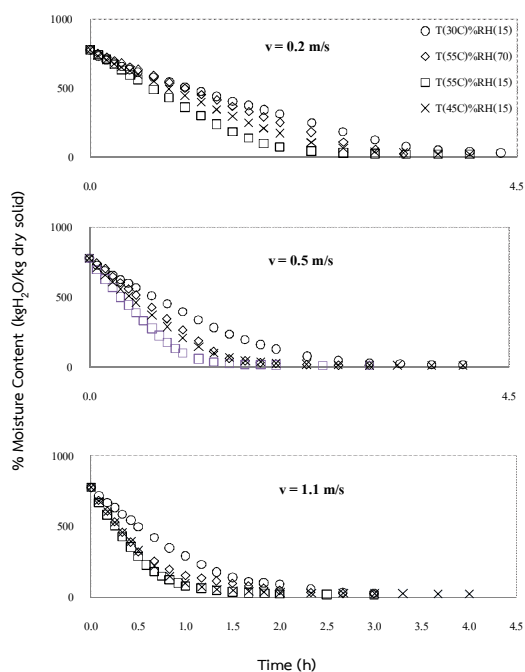 1000
v = 0.2 m/s
T(30C)%RH(15)
T(55C)%RH(70)
T(55C)%RH(15)
T(45C)%RH(15)
500
0
0.0 4.5
% Moisture Content (kgH₂O/kg dry solid)
1000
v = 0.5 m/s
500
0
0.0 4.5
1000
v = 1.1 m/s
500
0
0.0 0.5 1.0 1.5 2.0 2.5 3.0 3.5 4.0 4.5
Time (h)